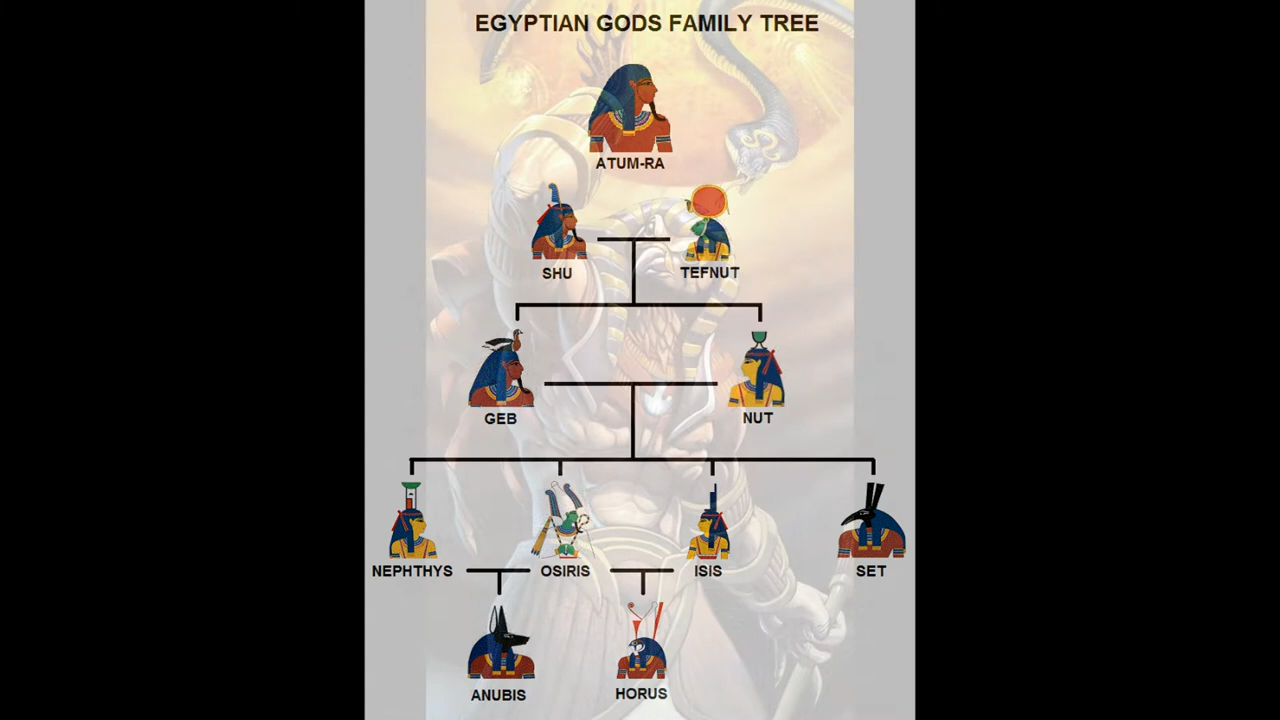 EGYPTIAN GODS FAMILY TREE
ATUM-RA
SHU
TEFNUT
GEB
NUT
NEPHTHYS
OSIRIS
ISIS
SET
ANUBIS
HORUS